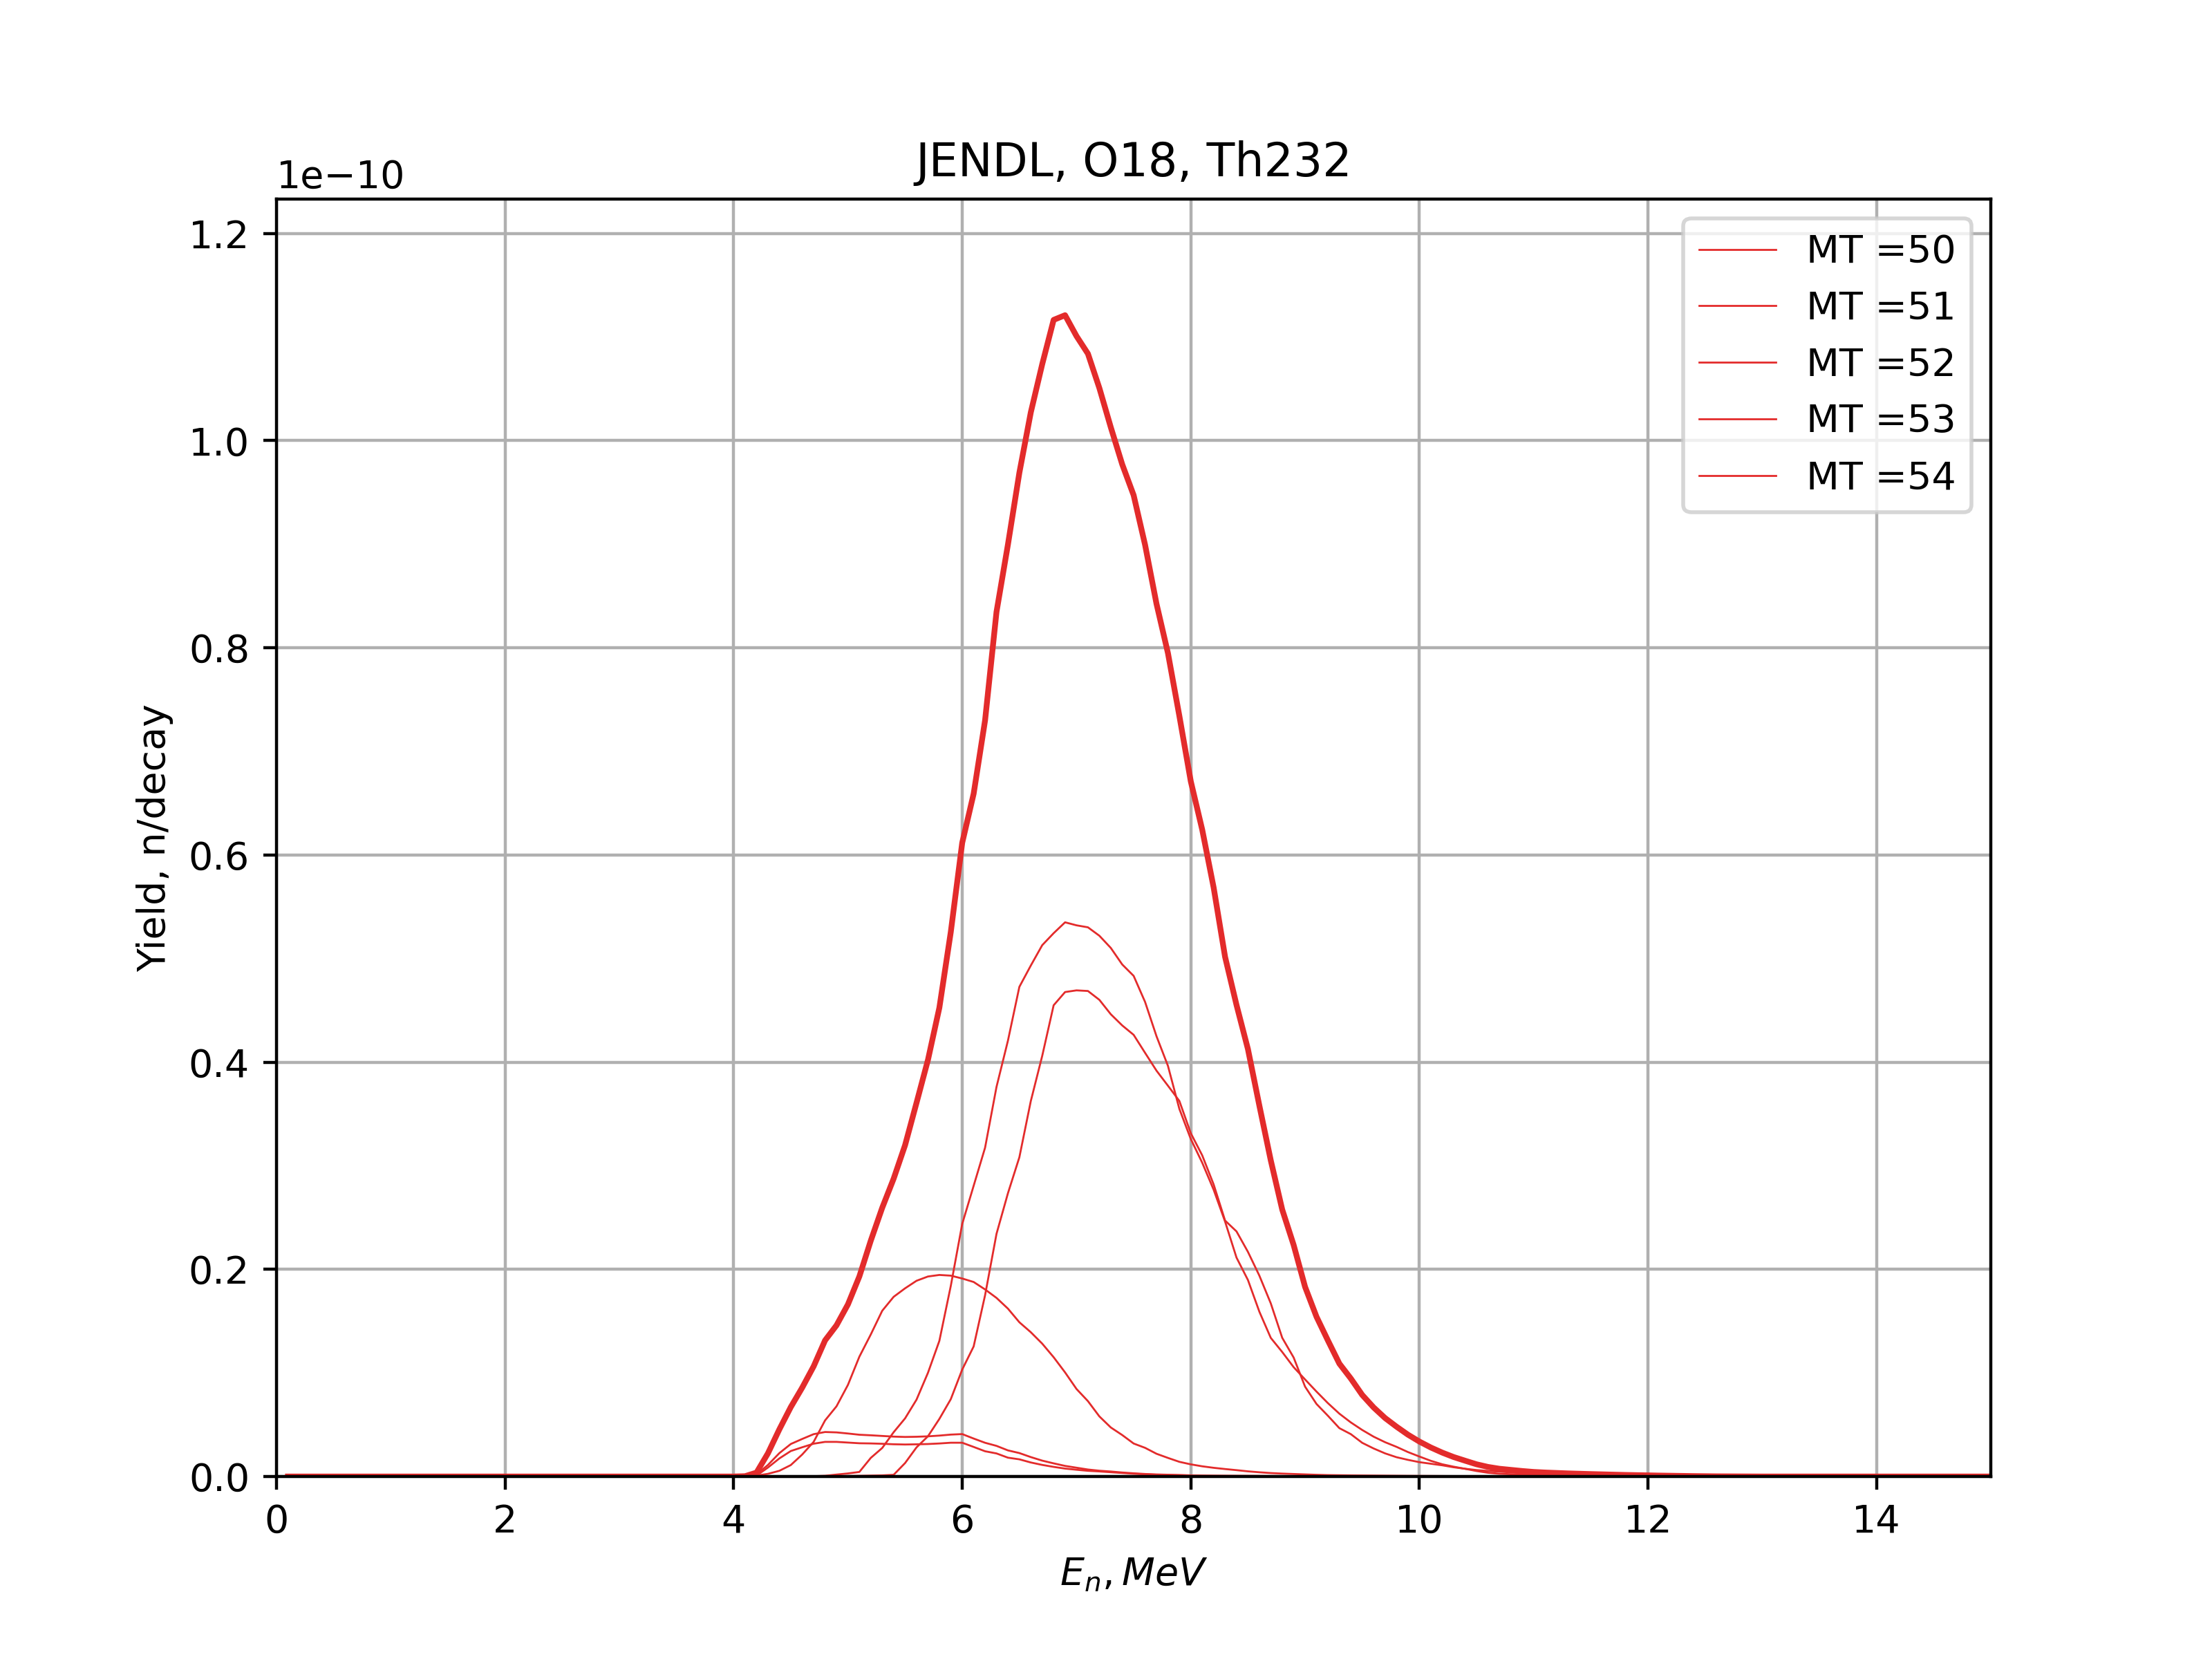 JENDL, O18, Th232
1e−10
1.2
1.0
0.8
0.6
0.4
0.2
0.0
Yield, n/decay
MT =50
MT =51
MT =52
MT =53
MT =54
0 2 4 6 8 10 12 14
E_n, MeV